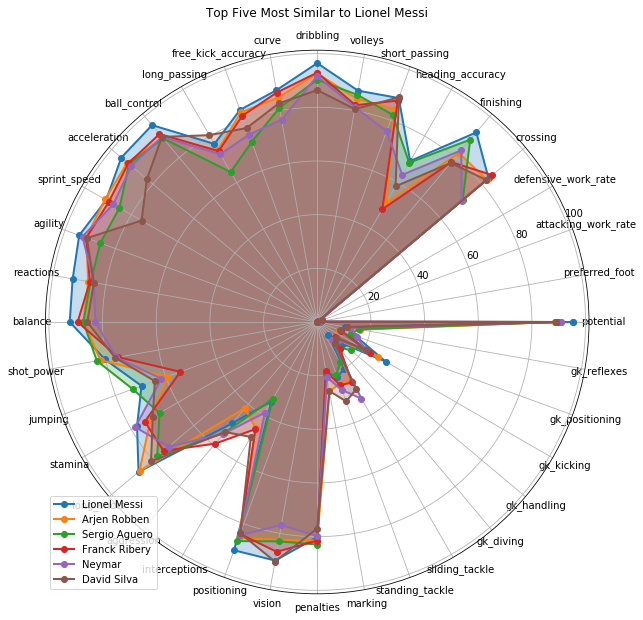 Top Five Most Similar to Lionel Messi
dribbling
curve
volleys
free_kick_accuracy
short_passing
long_passing
heading_accuracy
ball_control
finishing
acceleration
crossing
sprint_speed
defensive_work_rate
agility
attacking_work_rate
reactions
preferred_foot
balance
potential
shot_power
gk_reflexes
jumping
gk_positioning
stamina
gk_kicking
gk_handling
gk_diving
interceptions
sliding_tackle
positioning
standing_tackle
vision
marking
penalties
20
40
60
80
100
Lionel Messi
Arjen Robben
Sergio Aguero
Franck Ribery
Neymar
David Silva